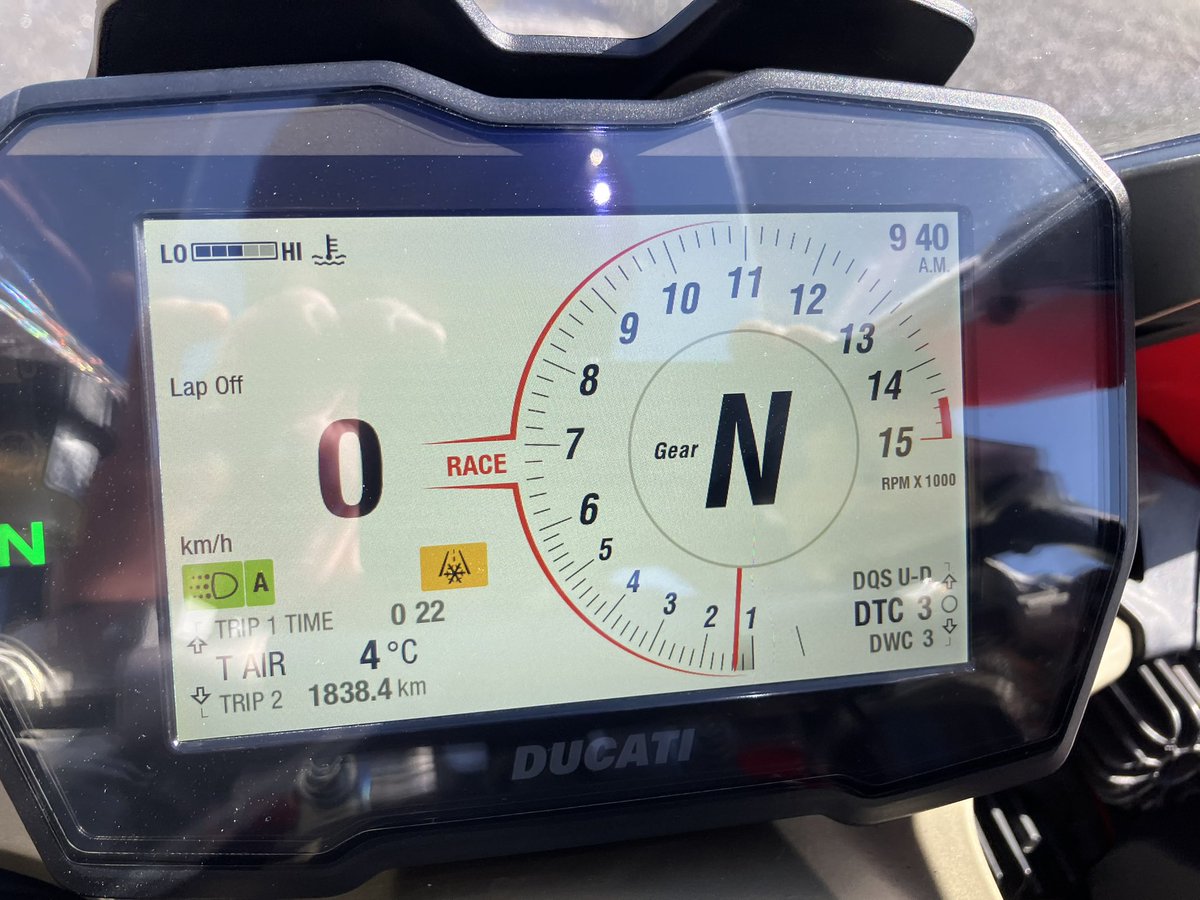 LO HI
9 40
A.M.
Lap Off
0
km/h
RACE
Gear N
1
2
3
4
5
6
7
8
9
10
11
12
13
14
15
RPM X 1000
N
A
TRIP 1 TIME 0 22
T AIR 4 °C
TRIP 2 1838.4 km
DQS U-D
DTC 3
DWC 3
DUCATI